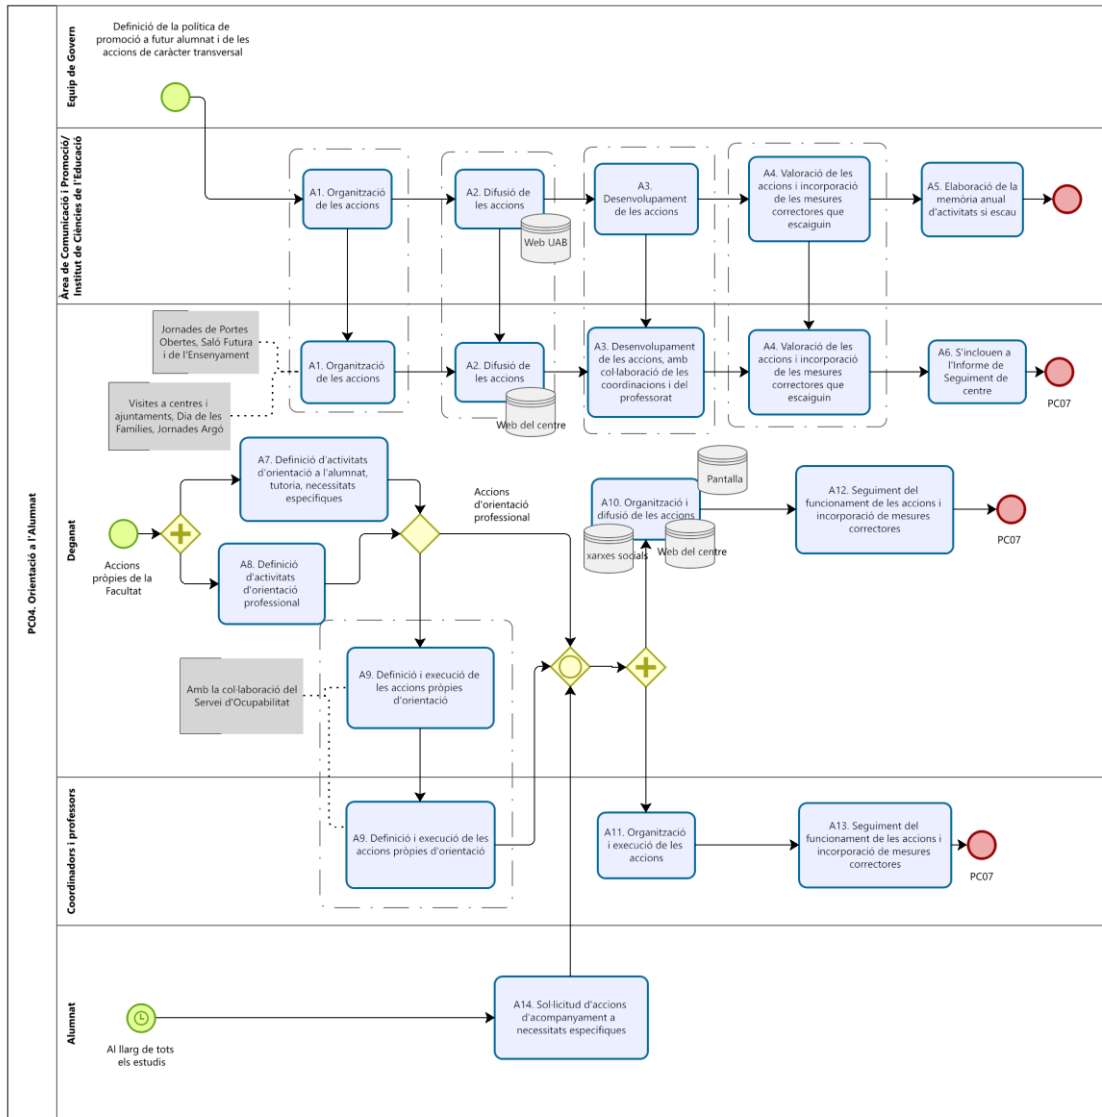 PC04. Orientació a l'Alumnat
Equip de Govern
Definició de la política de
promoció a futur alumnat i de les
accions de caràcter transversal
Àrea de Comunicació i Promoció/
Institut de Ciències de l'Educació
A1. Organització
de les accions
A2. Difusió de
les accions
Web UAB
A3.
Desenvolupament
de les accions
A4. Valoració de les
accions i incorporació
de les mesures
correctores que
escaiguin
A5. Elaboració de la
memòria anual
d'activitats si escau
Deganat
Jornades de Portes
Obertes, Saló Futura
i de l'Ensenyament
Visites a centres i
ajuntaments, Dia de les
Famílies, Jornades Argó
A1. Organització
de les accions
A2. Difusió de
les accions
Web del centre
A3. Desenvolupament
de les accions, amb
col·laboració de les
coordinacions i del
professorat
A4. Valoració de les
accions i incorporació
de les mesures
correctores que
escaiguin
A6. S'inclouen a
l'Informe de
Seguiment de
centre
PC07
Accions
pròpies de la
Facultat
A7. Definició d'activitats
d'orientació a l'alumnat,
tutoria, necessitats
específiques
A8. Definició
d'activitats
d'orientació
professional
Accions
d'orientació
professional
Pantalla
A10. Organització i
difusió de les accions
xarxes socials
Web del centre
A12. Seguiment del
funcionament de les accions i
incorporació de mesures
correctores
PC07
Amb la col·laboració del
Servei d'Ocupabilitat
A9. Definició i execució de
les accions pròpies
d'orientació
Coordinadors i professors
A9. Definició i execució de les
accions pròpies d'orientació
A11. Organització
i execució de les
accions
A13. Seguiment del
funcionament de les accions i
incorporació de mesures
correctores
PC07
Alumnat
Al llarg de tots
els estudis
A14. Sol·licitud d'accions
d'acompanyament a
necessitats específiques